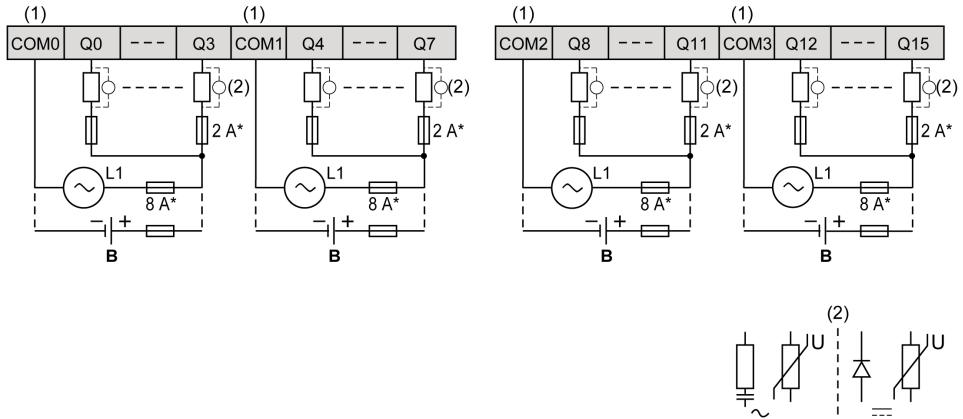 (1) (1) (1) (1)
COM0 Q0 --- Q3 COM1 Q4 --- Q7 COM2 Q8 --- Q11 COM3 Q12 --- Q15
(2) (2) (2) (2)
2 A* 2 A* 2 A* 2 A*
L1 L1 L1 L1
8 A* 8 A* 8 A* 8 A*
− + − + − + − +
B B B B
(2)
U U